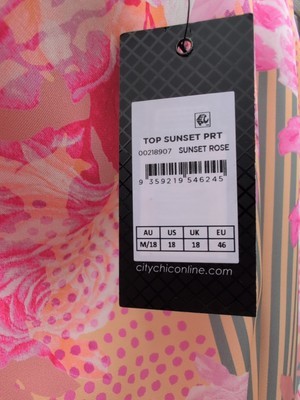 TOP SUNSET PRT
00218907 SUNSET ROSE
9 359219 546245
AU US UK EU
M/18 18 18 46
citychiconline.com